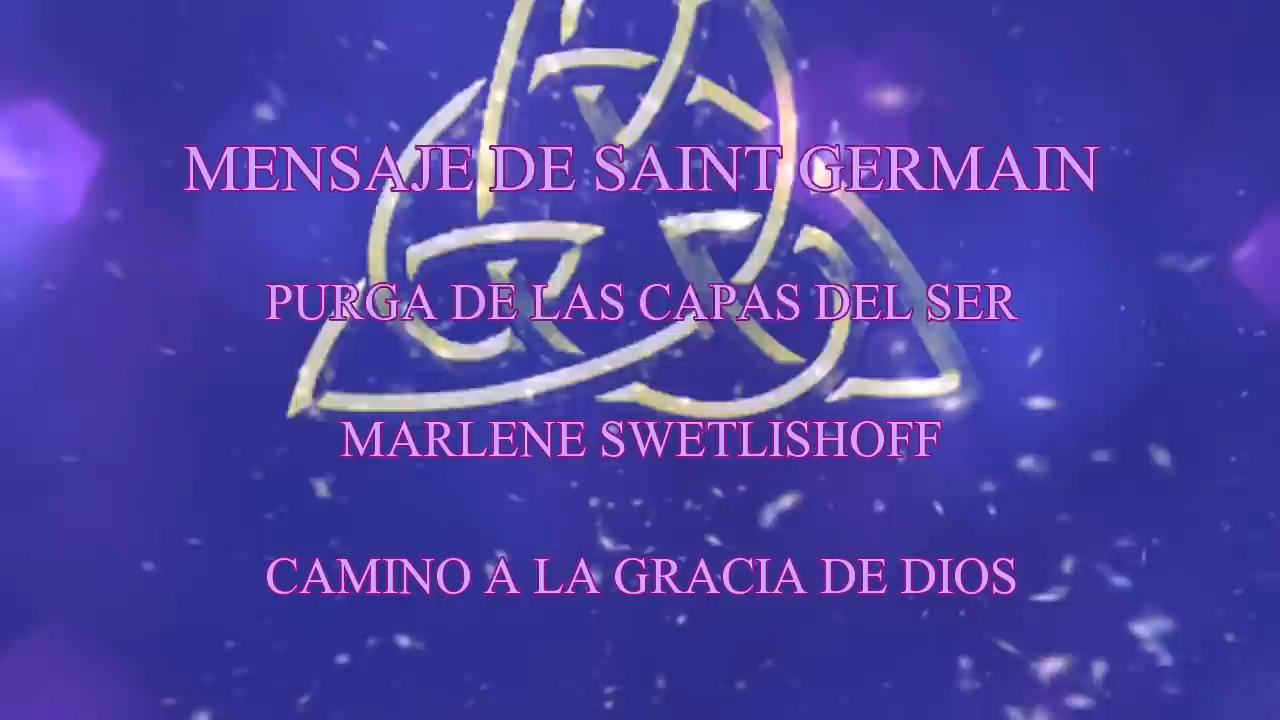 MENSAJE DE SAINT GERMAIN
PURGA DE LAS CAPAS DEL SER
MARLENE SWETLISHOFF
CAMINO A LA GRACIA DE DIOS